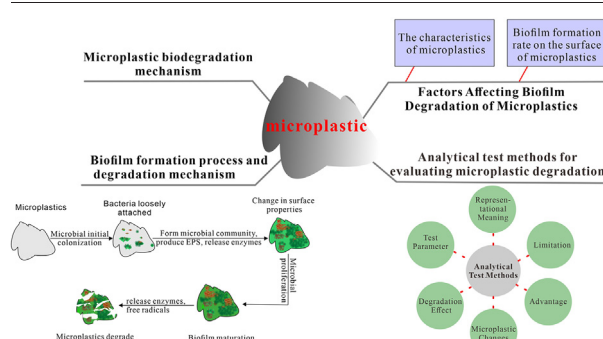 Microplastic biodegradation
mechanism
The characteristics
of microplastics
Biofilm formation
rate on the surface
of microplastics
Factors Affecting Biofilm
Degradation of Microplastics
microplastic
Biofilm formation process and
degradation mechanism
Analytical test methods for
evaluating microplastic degradation
Microplastics
Microbial initial
colonization
Bacteria loosely
attached
Form microbial community,
produce EPS, release enzymes
Change in surface
properties
Microbial
proliferation
Biofilm maturation
release enzymes,
free radicals
Microplastics degrade
Represen-
tational
Meaning
Test
Parameter
Limitation
Analytical
Test Methods
Degradation
Effect
Advantage
Microplastic
Changes